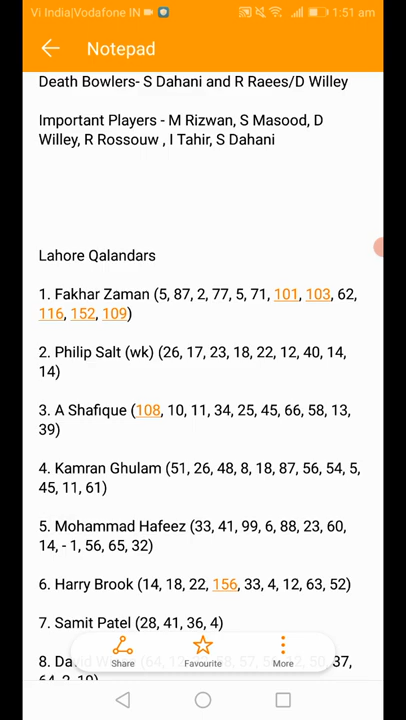 Vi India|Vodafone IN 1:51 am
Notepad
Death Bowlers- S Dahani and R Raees/D Willey
Important Players - M Rizwan, S Masood, D
Willey, R Rossouw , I Tahir, S Dahani
Lahore Qalandars
1. Fakhar Zaman (5, 87, 2, 77, 5, 71, 101, 103, 62,
116, 152, 109)
2. Philip Salt (wk) (26, 17, 23, 18, 22, 12, 40, 14,
14)
3. A Shafique (108, 10, 11, 34, 25, 45, 66, 58, 13,
39)
4. Kamran Ghulam (51, 26, 48, 8, 18, 87, 56, 54, 5,
45, 11, 61)
5. Mohammad Hafeez (33, 41, 99, 6, 88, 23, 60,
14, - 1, 56, 65, 32)
6. Harry Brook (14, 18, 22, 156, 33, 4, 12, 63, 52)
7. Samit Patel (28, 41, 36, 4)
8. 37,
Share Favourite More